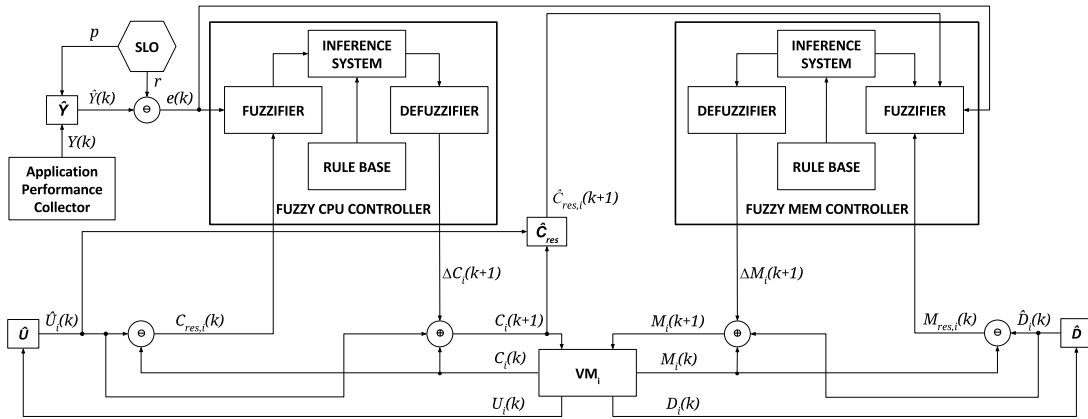 p
SLO
r
Ŷ
Ŷ(k)
⊖
e(k)
Y(k)
Application
Performance
Collector
INFERENCE
SYSTEM
FUZZIFIER
DEFUZZIFIER
RULE BASE
FUZZY CPU CONTROLLER
INFERENCE
SYSTEM
DEFUZZIFIER
FUZZIFIER
RULE BASE
FUZZY MEM CONTROLLER
Ĉres,i(k+1)
Ĉres
ΔCi(k+1)
ΔMi(k+1)
Û
Ûi(k)
⊖
Cres,i(k)
⊕
Ci(k+1)
Mi(k+1)
⊕
Mres,i(k)
⊖
D̂i(k)
D̂
Ci(k)
VMi
Mi(k)
Ui(k)
Di(k)